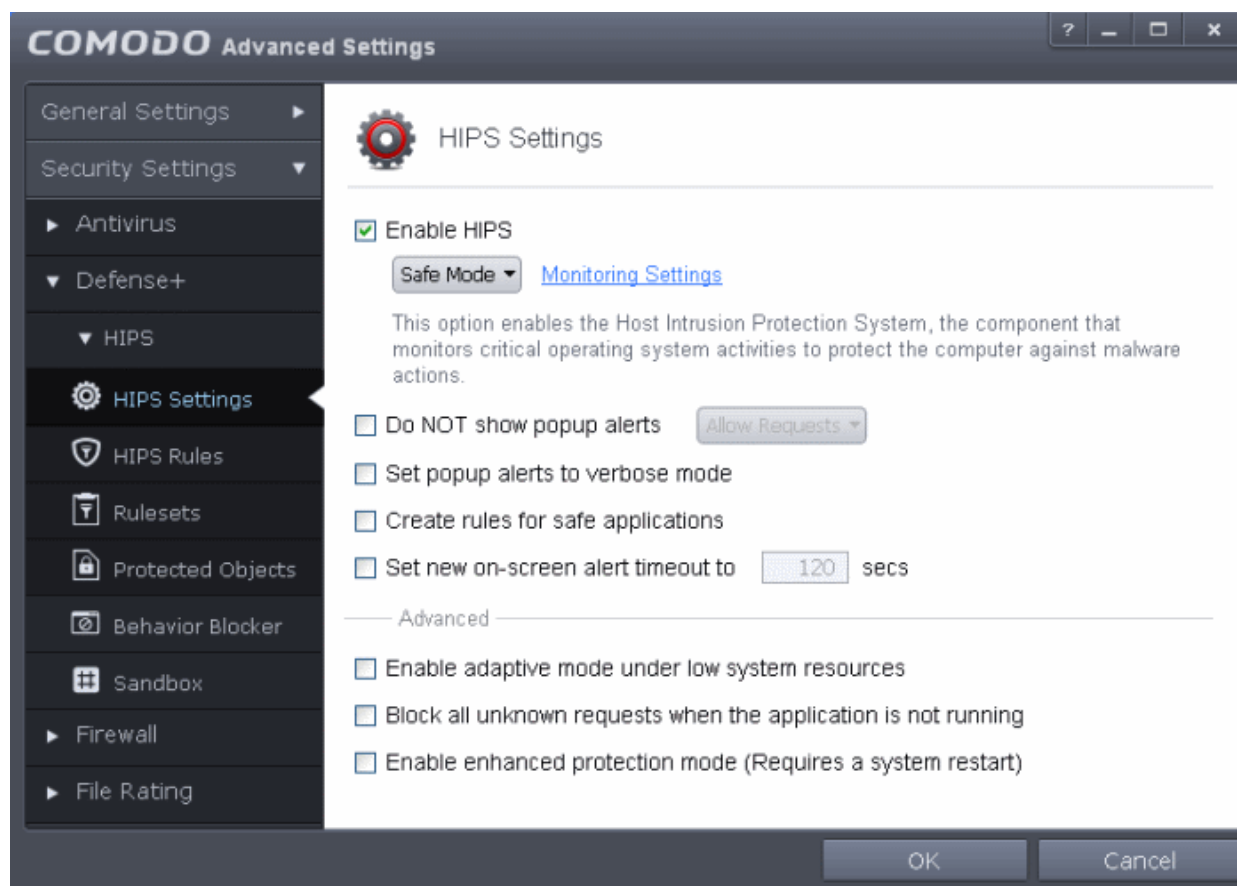 COMODO Advanced Settings
?
General Settings
Security Settings
Antivirus
Defense+
HIPS
HIPS Settings
HIPS Rules
Rulesets
Protected Objects
Behavior Blocker
Sandbox
Firewall
File Rating
HIPS Settings
Enable HIPS
Safe Mode Monitoring Settings
This option enables the Host Intrusion Protection System, the component that
monitors critical operating system activities to protect the computer against malware
actions.
Do NOT show popup alerts Allow Requests
Set popup alerts to verbose mode
Create rules for safe applications
Set new on-screen alert timeout to 120 secs
Advanced
Enable adaptive mode under low system resources
Block all unknown requests when the application is not running
Enable enhanced protection mode (Requires a system restart)
OK Cancel